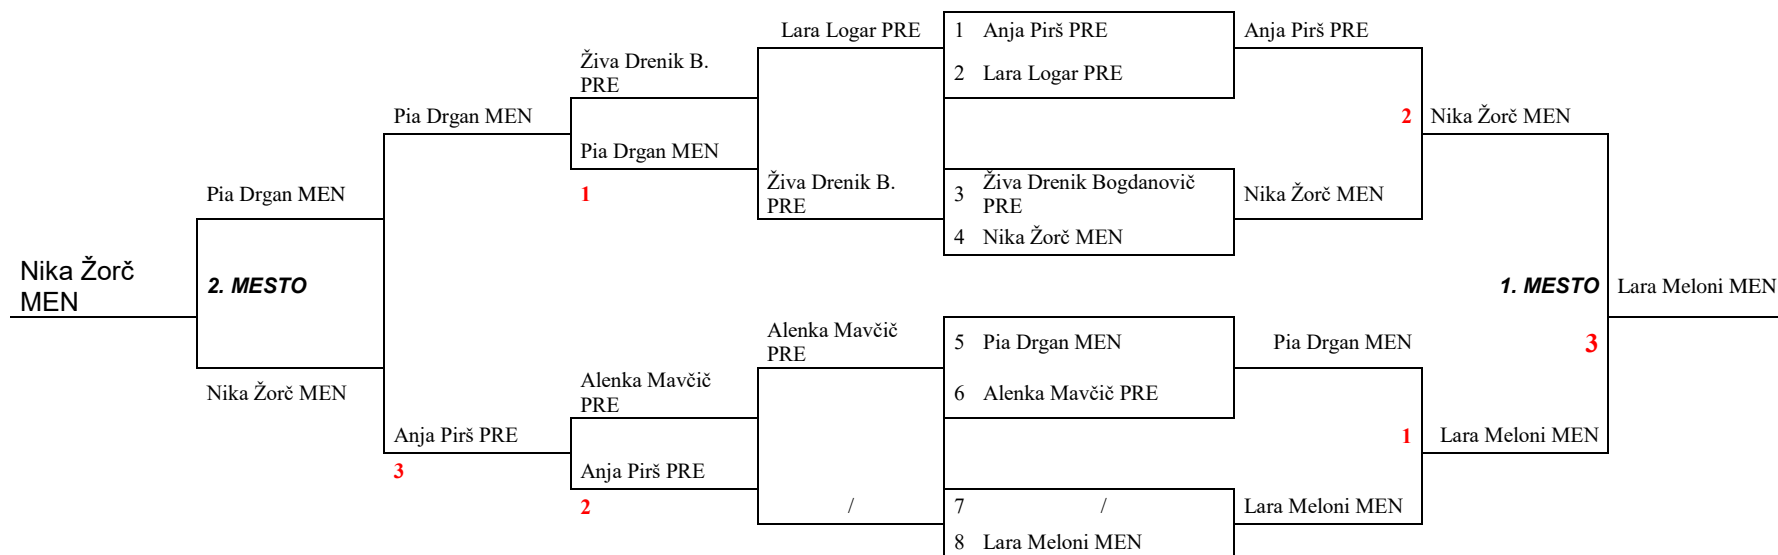 Lara Logar PRE
1 Anja Pirš PRE
Anja Pirš PRE
Živa Drenik B.
PRE
2 Lara Logar PRE
Pia Drgan MEN
2
Nika Žorč MEN
Pia Drgan MEN
Živa Drenik B.
PRE
3 Živa Drenik Bogdanovič
PRE
Pia Drgan MEN
1
Nika Žorč MEN
4 Nika Žorč MEN
Nika Žorč
MEN
2. MESTO
1. MESTO
Lara Meloni MEN
Alenka Mavčič
PRE
5 Pia Drgan MEN
Pia Drgan MEN
3
Nika Žorč MEN
Alenka Mavčič
PRE
6 Alenka Mavčič PRE
Anja Pirš PRE
1
Lara Meloni MEN
3
Anja Pirš PRE
2
/
7 /
Lara Meloni MEN
8 Lara Meloni MEN